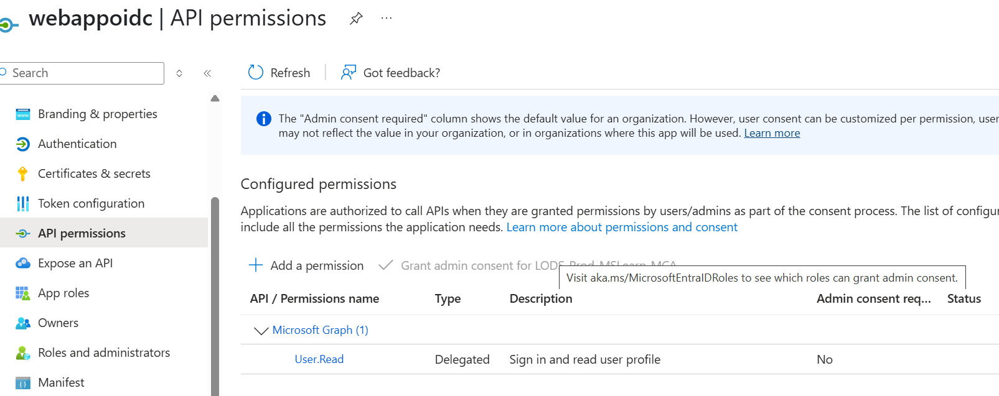 webappoidc | API permissions
Search
Refresh
Got feedback?
Branding & properties
Authentication
Certificates & secrets
Token configuration
API permissions
Expose an API
App roles
Owners
Roles and administrators
Manifest
The "Admin consent required" column shows the default value for an organization. However, user consent can be customized per permission, user
may not reflect the value in your organization, or in organizations where this app will be used. Learn more
Configured permissions
Applications are authorized to call APIs when they are granted permissions by users/admins as part of the consent process. The list of configu
include all the permissions the application needs. Learn more about permissions and consent
Add a permission
Grant admin consent for LODS-Prod-MSLearn-MCA
Visit aka.ms/MicrosoftEntraIDRoles to see which roles can grant admin consent.
API / Permissions name Type Description Admin consent req... Status
Microsoft Graph (1)
User.Read Delegated Sign in and read user profile No